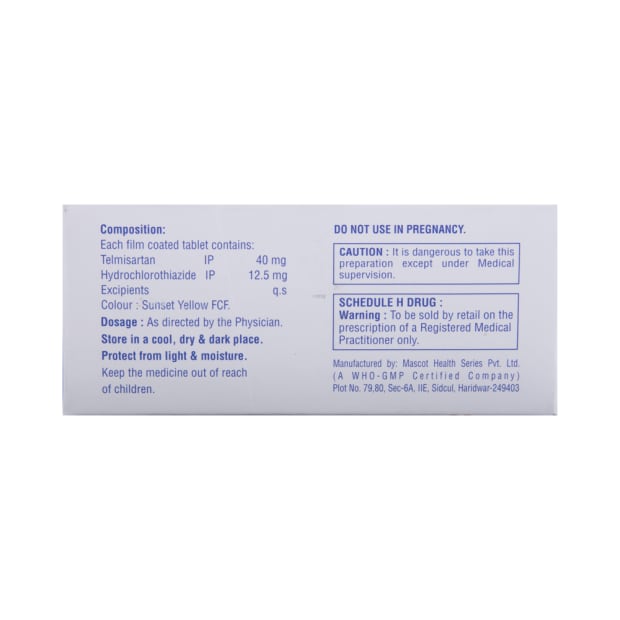 Composition:
Each film coated tablet contains:
Telmisartan IP 40 mg
Hydrochlorothiazide IP 12.5 mg
Excipients q.s
Colour : Sunset Yellow FCF.
Dosage : As directed by the Physician.
Store in a cool, dry & dark place.
Protect from light & moisture.
Keep the medicine out of reach
of children.
DO NOT USE IN PREGNANCY.
CAUTION : It is dangerous to take this
preparation except under Medical
supervision.
SCHEDULE H DRUG :
Warning : To be sold by retail on the
prescription of a Registered Medical
Practitioner only.
Manufactured by: Mascot Health Series Pvt. Ltd.
(A WHO-GMP Certified Company)
Plot No. 79,80, Sec-6A, IIE, Sidcul, Haridwar-249403